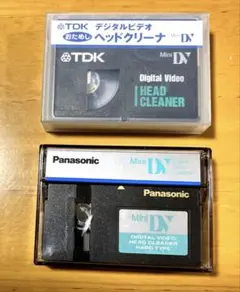 TDK デジタルビデオ
おためし ヘッドクリーナ Mini DV
TDK Mini DV
Digital Video
HEAD
CLEANER
Panasonic Mini DV
Panasonic
Mini DV
DIGITAL VIDEO
HEAD CLEANER
HARD TYPE